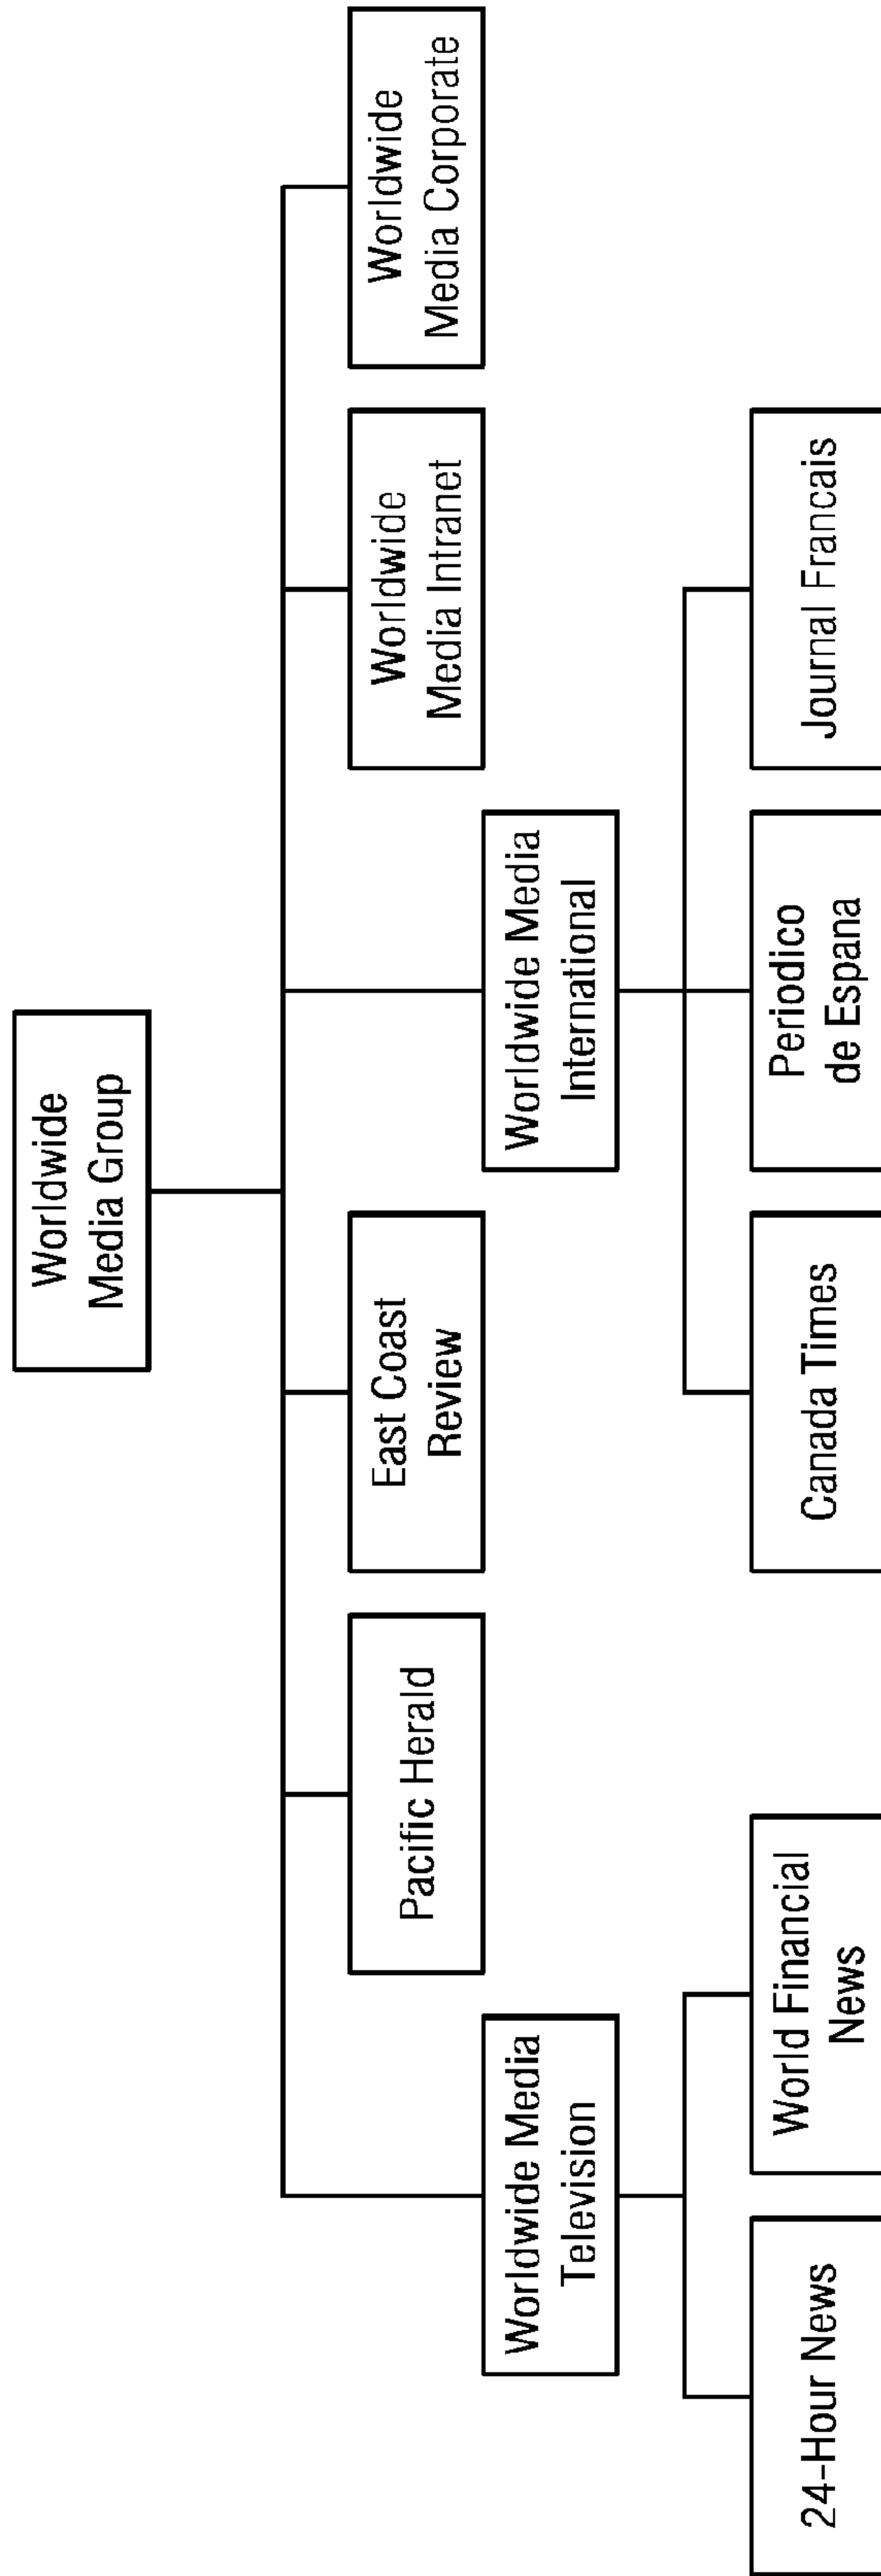 Worldwide
Media Group
Worldwide Media
Television
Pacific Herald
East Coast
Review
Worldwide Media
International
Worldwide
Media Intranet
Worldwide
Media Corporate
24-Hour News
World Financial
News
Canada Times
Periodico
de Espana
Journal Francais